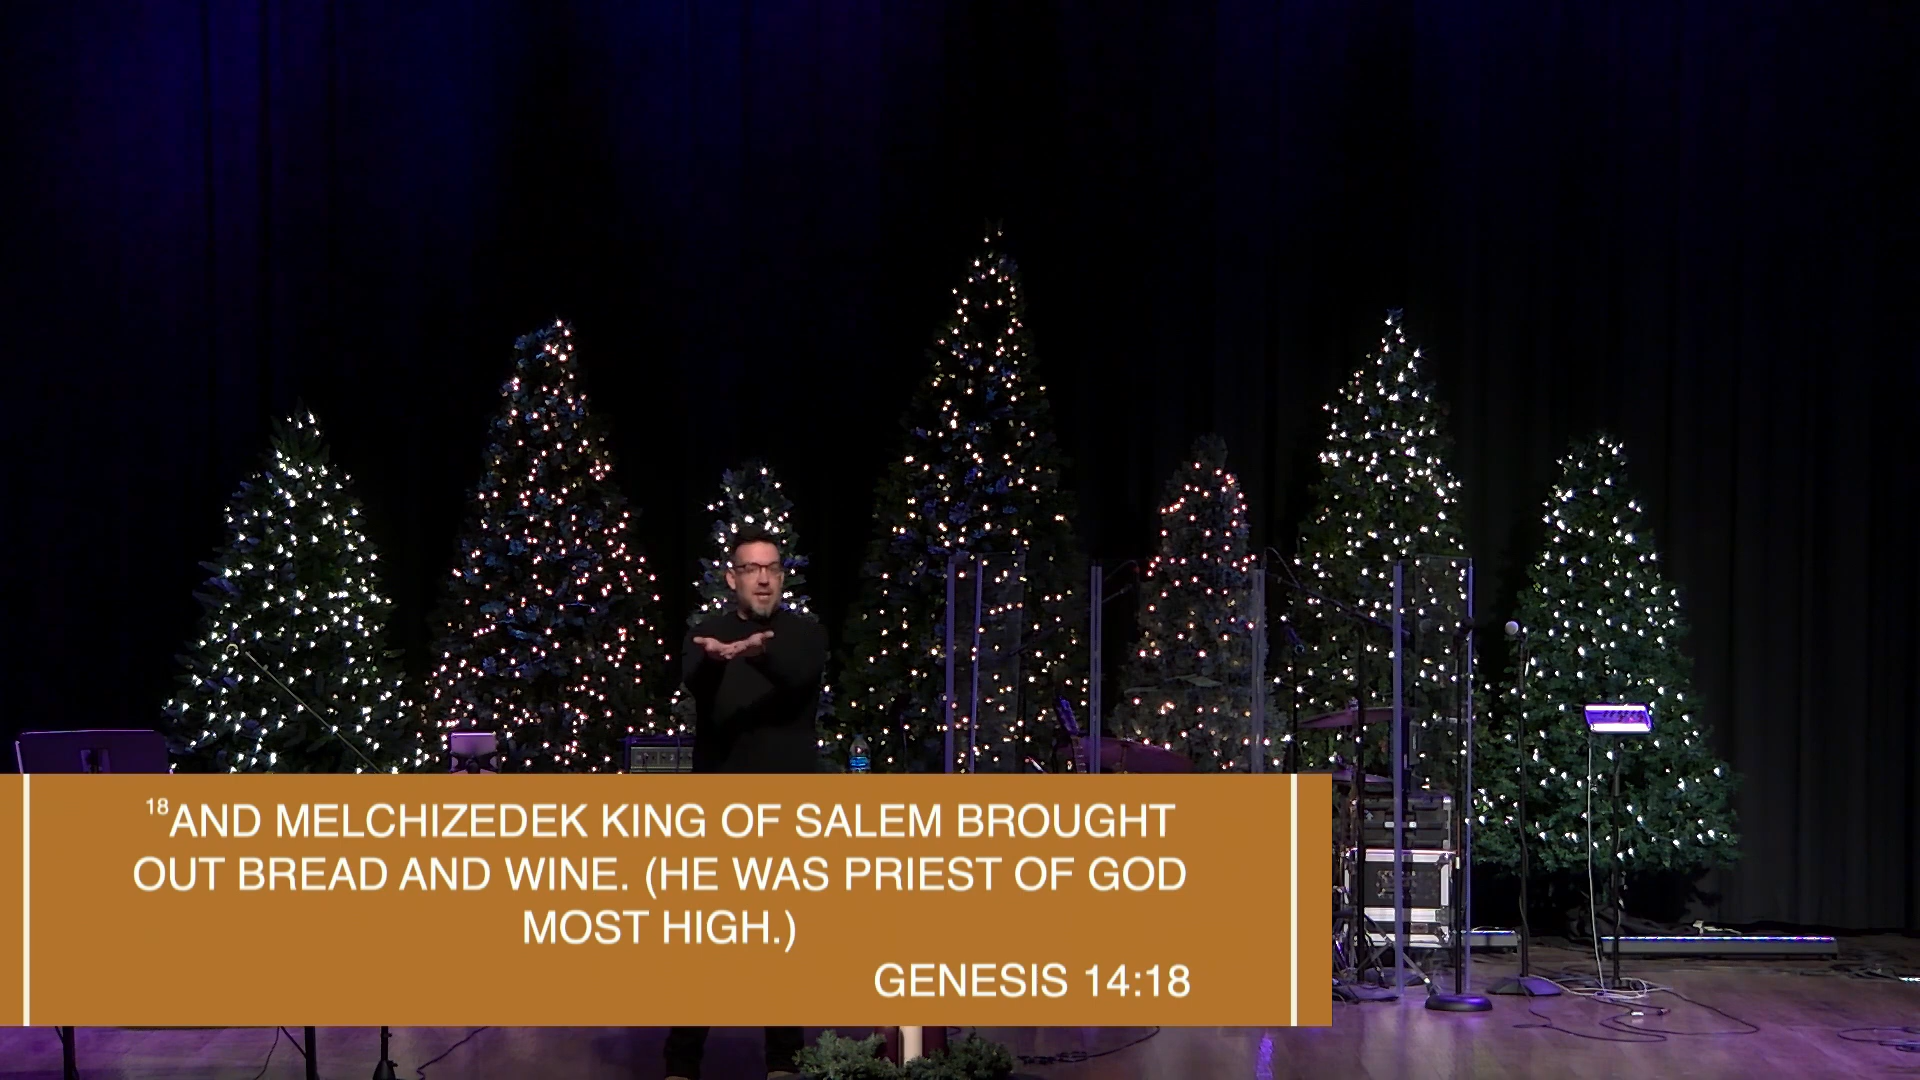 18AND MELCHIZEDEK KING OF SALEM BROUGHT
OUT BREAD AND WINE. (HE WAS PRIEST OF GOD
MOST HIGH.)
GENESIS 14:18